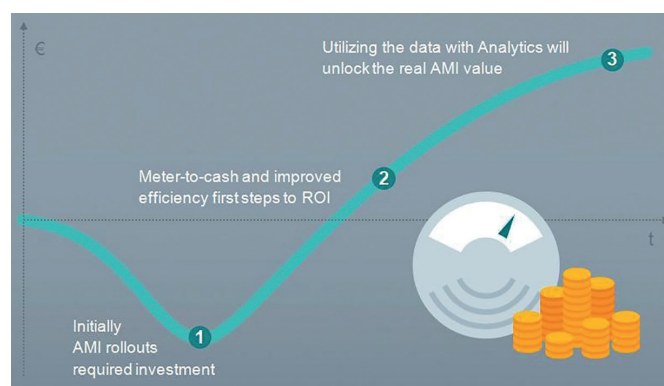 €
Utilizing the data with Analytics will
unlock the real AMI value
3
Meter-to-cash and improved
efficiency first steps to ROI
2
t
Initially
AMI rollouts
required investment
1